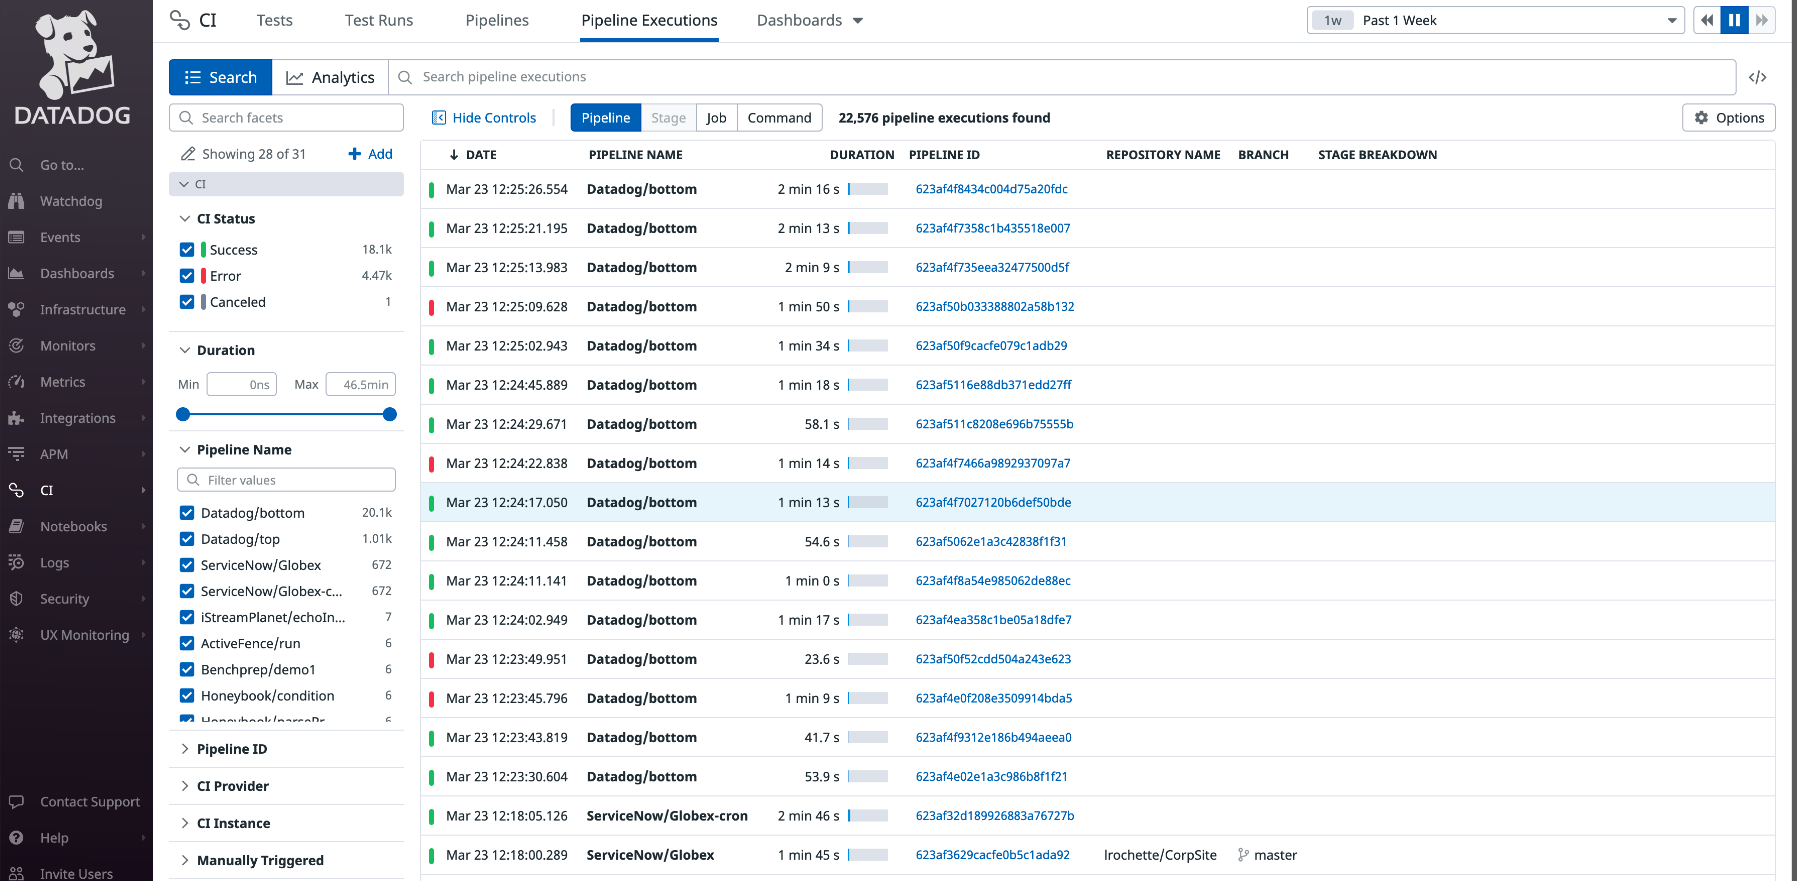 DATADOG
Go to...
Watchdog
Events
Dashboards
Infrastructure
Monitors
Metrics
Integrations
APM
CI
Notebooks
Logs
Security
UX Monitoring
Contact Support
Help
Invite Users
CI Tests Test Runs Pipelines Pipeline Executions Dashboards 1w Past 1 Week
Search Analytics Search pipeline executions </>
Search facets
Showing 28 of 31 + Add
CI
CI Status
Success 18.1k
Error 4.47k
Canceled 1
Duration
Min 0ns Max 46.5min
Pipeline Name
Filter values
Datadog/bottom 20.1k
Datadog/top 1.01k
ServiceNow/Globex 672
ServiceNow/Globex-c... 672
iStreamPlanet/echoIn... 7
ActiveFence/run 6
Benchprep/demo1 6
Honeybook/condition 6
Honeybook/parsePr 6
Pipeline ID
CI Provider
CI Instance
Manually Triggered
Hide Controls Pipeline Stage Job Command 22,576 pipeline executions found Options
DATE PIPELINE NAME DURATION PIPELINE ID REPOSITORY NAME BRANCH STAGE BREAKDOWN
Mar 23 12:25:26.554 Datadog/bottom 2 min 16 s 623af4f8434c004d75a20fdc
Mar 23 12:25:21.195 Datadog/bottom 2 min 13 s 623af4f7358c1b435518e007
Mar 23 12:25:13.983 Datadog/bottom 2 min 9 s 623af4f735eea32477500d5f
Mar 23 12:25:09.628 Datadog/bottom 1 min 50 s 623af50b033388802a58b132
Mar 23 12:25:02.943 Datadog/bottom 1 min 34 s 623af50f9cacfe079c1adb29
Mar 23 12:24:45.889 Datadog/bottom 1 min 18 s 623af5116e88db371edd27ff
Mar 23 12:24:29.671 Datadog/bottom 58.1 s 623af511c8208e696b75555b
Mar 23 12:24:22.838 Datadog/bottom 1 min 14 s 623af4f7466a9892937097a7
Mar 23 12:24:17.050 Datadog/bottom 1 min 13 s 623af4f7027120b6def50bde
Mar 23 12:24:11.458 Datadog/bottom 54.6 s 623af5062e1a3c42838f1f31
Mar 23 12:24:11.141 Datadog/bottom 1 min 0 s 623af4f8a54e985062de88ec
Mar 23 12:24:02.949 Datadog/bottom 1 min 17 s 623af4ea358c1be05a18dfe7
Mar 23 12:23:49.951 Datadog/bottom 23.6 s 623af50f52cdd504a243e623
Mar 23 12:23:45.796 Datadog/bottom 1 min 9 s 623af4e0f208e3509914bda5
Mar 23 12:23:43.819 Datadog/bottom 41.7 s 623af4f9312e186b494aeea0
Mar 23 12:23:30.604 Datadog/bottom 53.9 s 623af4e02e1a3c986b8f1f21
Mar 23 12:18:05.126 ServiceNow/Globex-cron 2 min 46 s 623af32d189926883a76727b
Mar 23 12:18:00.289 ServiceNow/Globex 1 min 45 s 623af3629cacfe0b5c1ada92 lrochette/CorpSite master